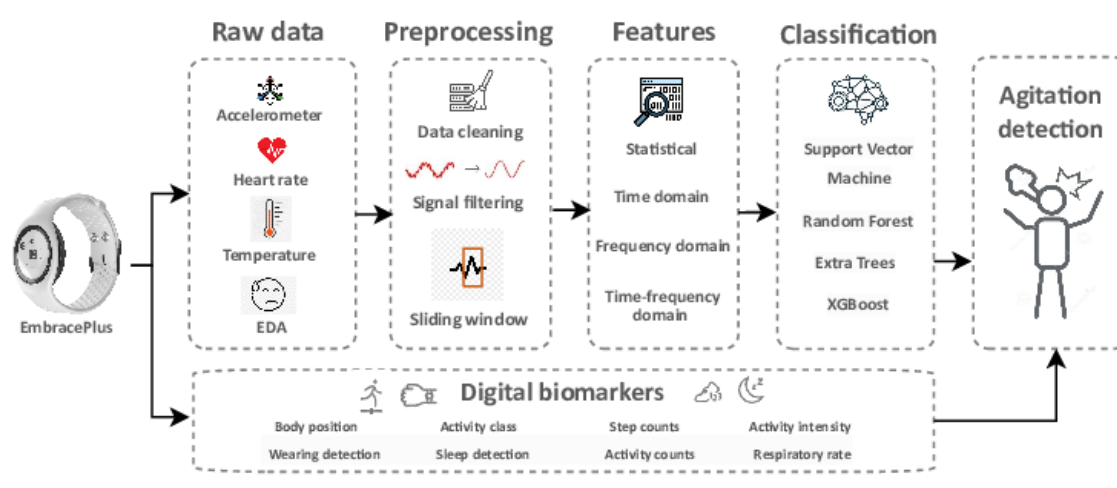 Raw data
Preprocessing
Features
Classification
Accelerometer
Heart rate
Temperature
EDA
Data cleaning
Signal filtering
Sliding window
Statistical
Time domain
Frequency domain
Time-frequency
domain
Support Vector
Machine
Random Forest
Extra Trees
XGBoost
Agitation
detection
EmbracePlus
Digital biomarkers
Body position
Activity class
Step counts
Activity intensity
Wearing detection
Sleep detection
Activity counts
Respiratory rate